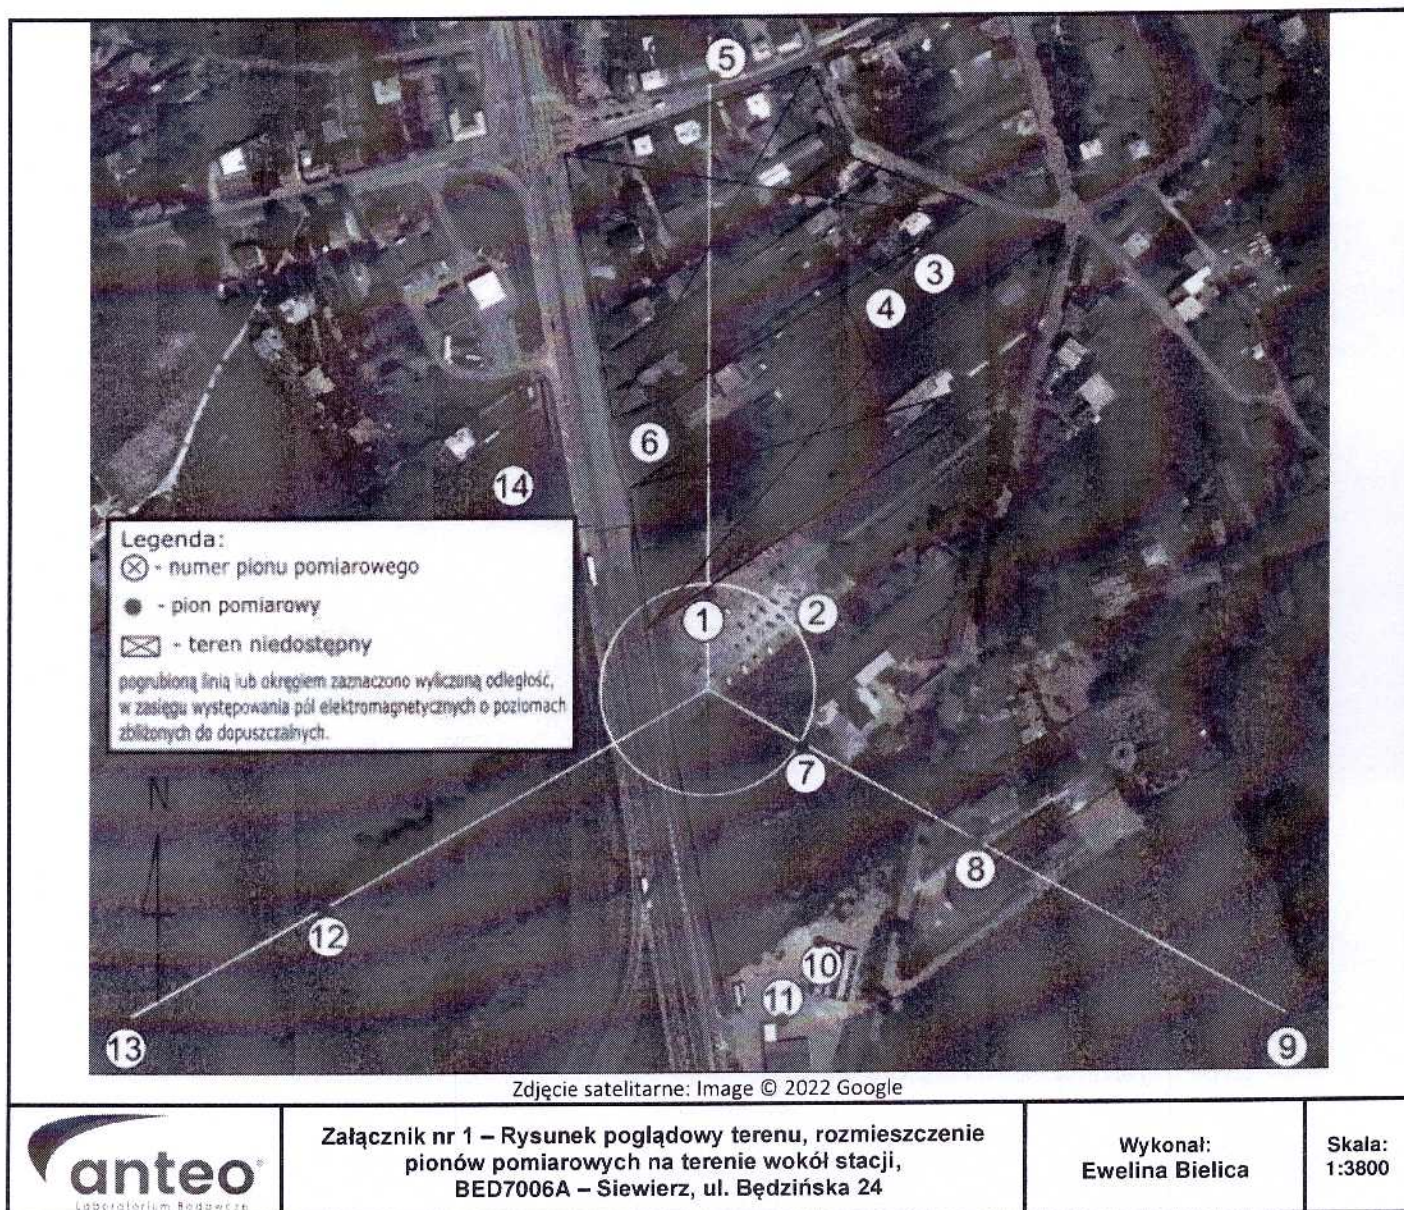 5
3
4
6
14
Legenda:
- numer pionu pomiarowego
- pion pomiarowy
- teren niedostępny
pogrubioną linią lub okręgiem zaznaczono wyliczoną odległość,
w zasięgu występowania pól elektromagnetycznych o poziomach
zbliżonych do dopuszczalnych.
1
2
7
N
8
12
10
11
13
9
Zdjęcie satelitarne: Image © 2022 Google
anteo
Laboratorium Badawcze
Załącznik nr 1 – Rysunek poglądowy terenu, rozmieszczenie
pionów pomiarowych na terenie wokół stacji,
BED7006A – Siewierz, ul. Będzińska 24
Wykonał:
Ewelina Bielica
Skala:
1:3800